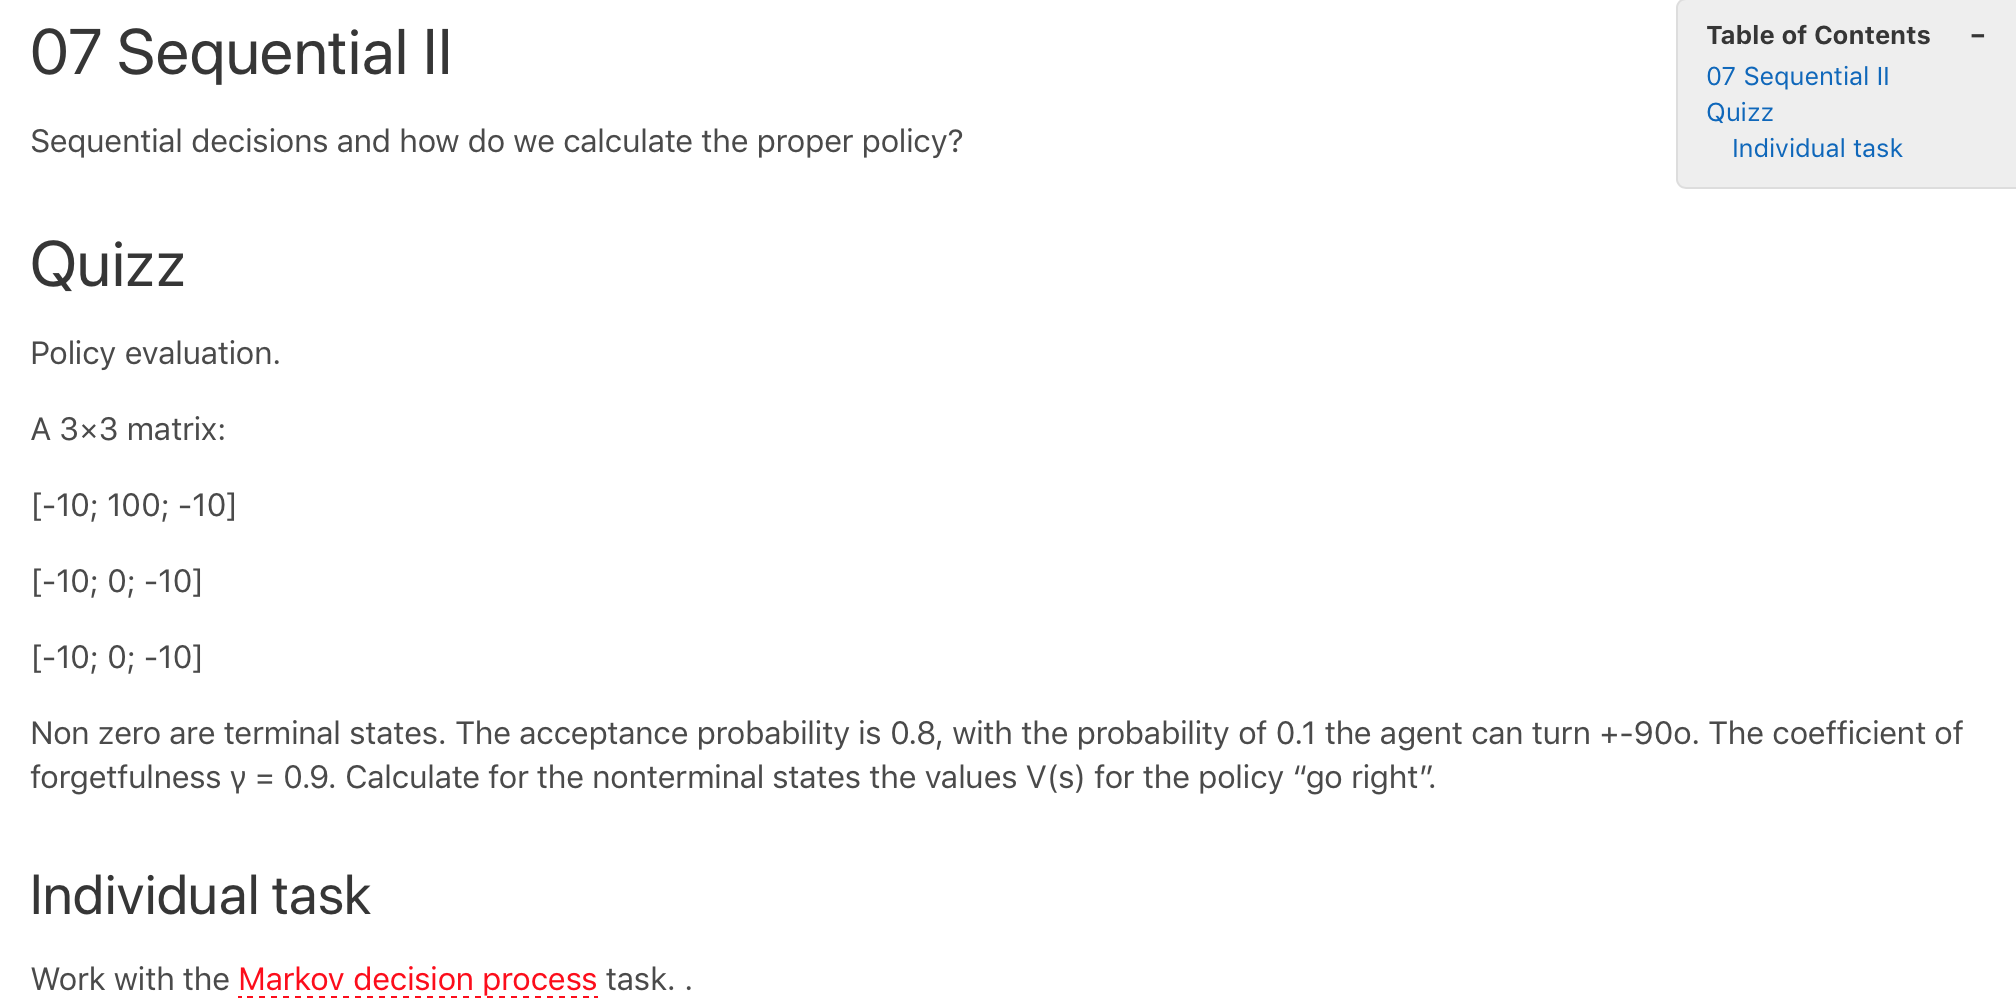 07 Sequential II
Sequential decisions and how do we calculate the proper policy?
Table of Contents −
07 Sequential II
Quizz
Individual task
Quizz
Policy evaluation.
A 3×3 matrix:
[-10; 100; -10]
[-10; 0; -10]
[-10; 0; -10]
Non zero are terminal states. The acceptance probability is 0.8, with the probability of 0.1 the agent can turn +-90o. The coefficient of
forgetfulness γ = 0.9. Calculate for the nonterminal states the values V(s) for the policy “go right”.
Individual task
Work with the Markov decision process task. .